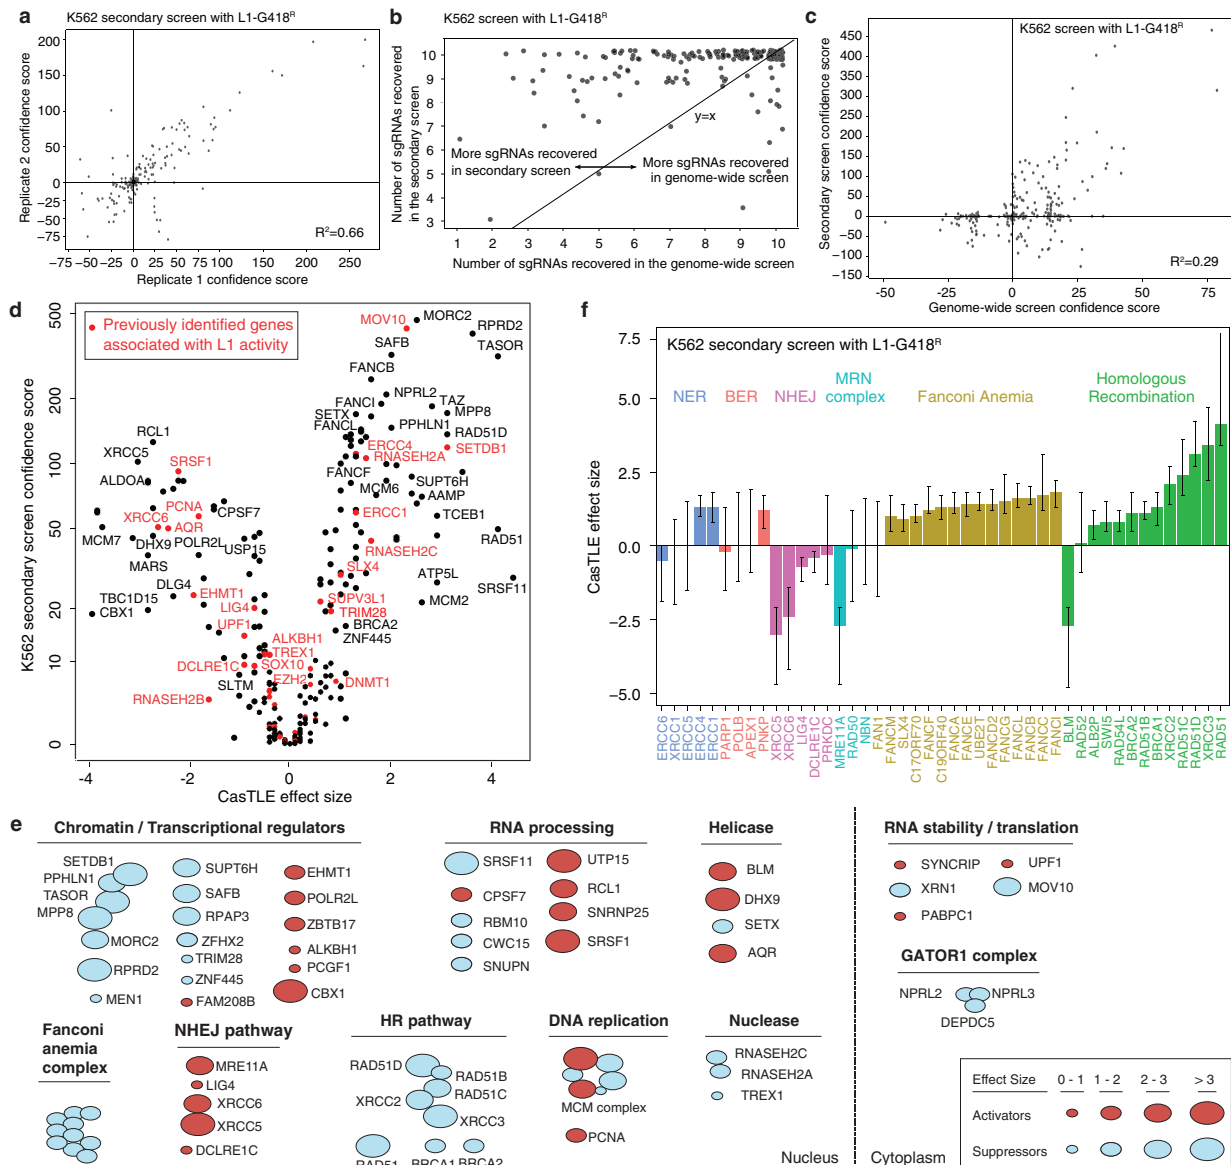 a
K562 secondary screen with L1-G418R
Replicate 2 confidence score
200
150
100
50
0
−25
−50
−75
−75 −50 −25 0 25 50 75 100 150 200 250
R2=0.66
Replicate 1 confidence score
b
K562 screen with L1-G418R
Number of sgRNAs recovered
in the secondary screen
10
9
8
7
6
5
4
3
y=x
More sgRNAs recovered
in secondary screen
More sgRNAs recovered
in genome-wide screen
1 2 3 4 5 6 7 8 9 10
Number of sgRNAs recovered in the genome-wide screen
c
K562 screen with L1-G418R
Secondary screen confidence score
450
400
350
300
250
200
150
100
50
0
−50
−100
−150
R2=0.29
-50 -25 0 25 50 75
Genome-wide screen confidence score
d
Previously identified genes
associated with L1 activity
K562 secondary screen confidence score
500
200
100
50
20
10
0
MOV10
MORC2
RPRD2
SAFB
TASOR
FANCB
NPRL2
FANCI
TAZ
SETX
MPP8
FANCL
PPHLN1
RAD51D
RCL1
ERCC4
SETDB1
XRCC5
RNASEH2A
SRSF1
FANCF
ALDOA
SUPT6H
MCM6
AAMP
PCNA
CPSF7
ERCC1
TCEB1
XRCC6
AQR
MCM7
RAD51
DHX9
POLR2L
USP15
RNASEH2C
MARS
SLX4
ATP5L
DLG4
SRSF11
TBC1D15
EHMT1
SUPV3L1
MCM2
CBX1
LIG4
TRIM28
UPF1
BRCA2
ZNF445
ALKBH1
TREX1
DCLRE1C
SOX10
SLTM
EZH2
DNMT1
RNASEH2B
-4 -2 0 2 4
CasTLE effect size
f
K562 secondary screen with L1-G418R
CasTLE effect size
7.5
5.0
2.5
0.0
−2.5
−5.0
NER
BER
NHEJ
MRN
complex
Fanconi Anemia
Homologous
Recombination
ERCC6
XRCC1
ERCC5
ERCC4
ERCC1
PARP1
POLB
APEX1
PNKP
XRCC5
XRCC6
LIG4
DCLRE1C
PRKDC
MRE11A
RAD50
NBN
FAN1
FANCM
SLX4
C17ORF70
FANCF
C19ORF40
FANCA
FANCE
UBE2T
FANCD2
FANCG
FANCL
FANCB
FANCC
FANCI
BLM
RAD52
PALB2
SWI5
RAD54L
BRCA2
RAD51B
BRCA1
XRCC2
RAD51C
RAD51D
XRCC3
RAD51
e
Chromatin / Transcriptional regulators
SETDB1
PPHLN1
TASOR
MPP8
MORC2
RPRD2
MEN1
SUPT6H
SAFB
RPAP3
ZFHX2
TRIM28
ZNF445
FAM208B
EHMT1
POLR2L
ZBTB17
ALKBH1
PCGF1
CBX1
RNA processing
SRSF11
CPSF7
RBM10
CWC15
SNUPN
UTP15
RCL1
SNRNP25
SRSF1
Helicase
BLM
DHX9
SETX
AQR
RNA stability / translation
SYNCRIP
XRN1
PABPC1
UPF1
MOV10
GATOR1 complex
NPRL2
NPRL3
DEPDC5
Fanconi
anemia
complex
NHEJ pathway
MRE11A
LIG4
XRCC6
XRCC5
DCLRE1C
HR pathway
RAD51D
RAD51B
RAD51C
XRCC2
XRCC3
RAD51
BRCA1
BRCA2
DNA replication
MCM complex
PCNA
Nuclease
RNASEH2C
RNASEH2A
TREX1
Nucleus
Cytoplasm
Effect Size 0 - 1 1 - 2 2 - 3 > 3
Activators
Suppressors